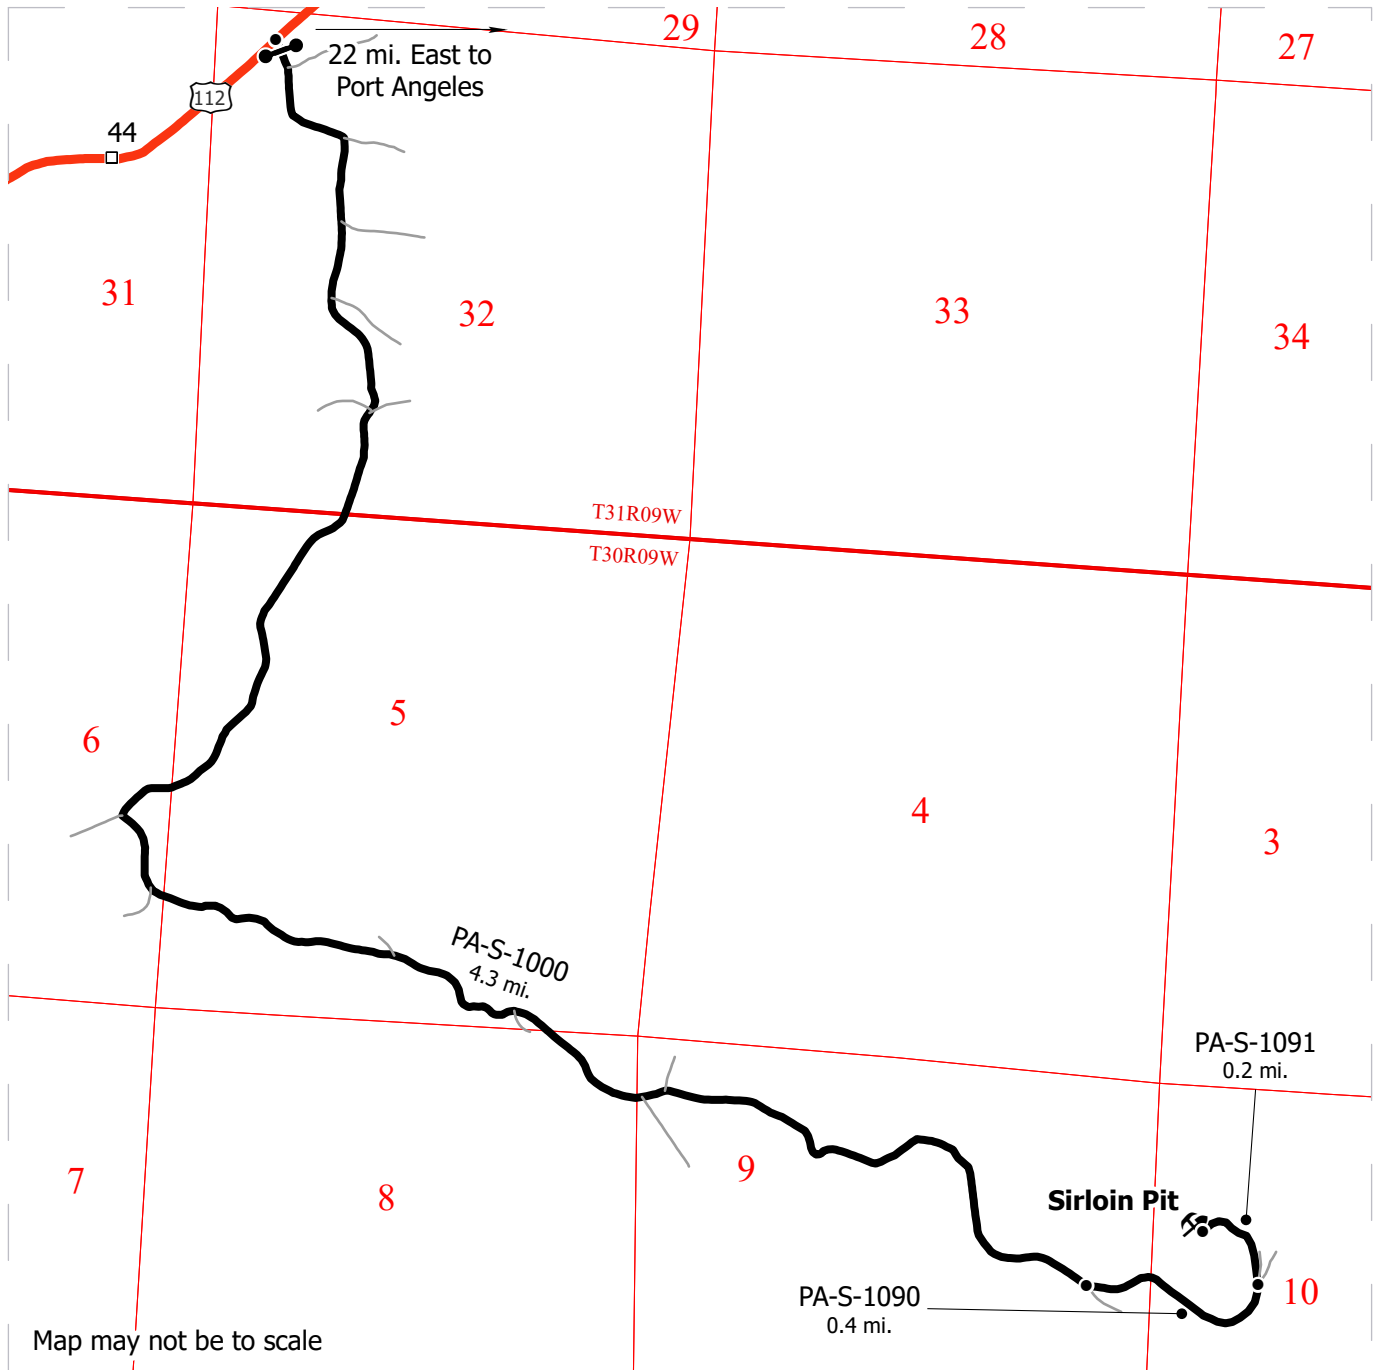 29
28
27
22 mi. East to
Port Angeles
112
44
31
32
33
34
T31R09W
T30R09W
6
5
4
3
PA-S-1000
4.3 mi.
PA-S-1091
0.2 mi.
7
8
9
Sirloin Pit
10
PA-S-1090
0.4 mi.
Map may not be to scale